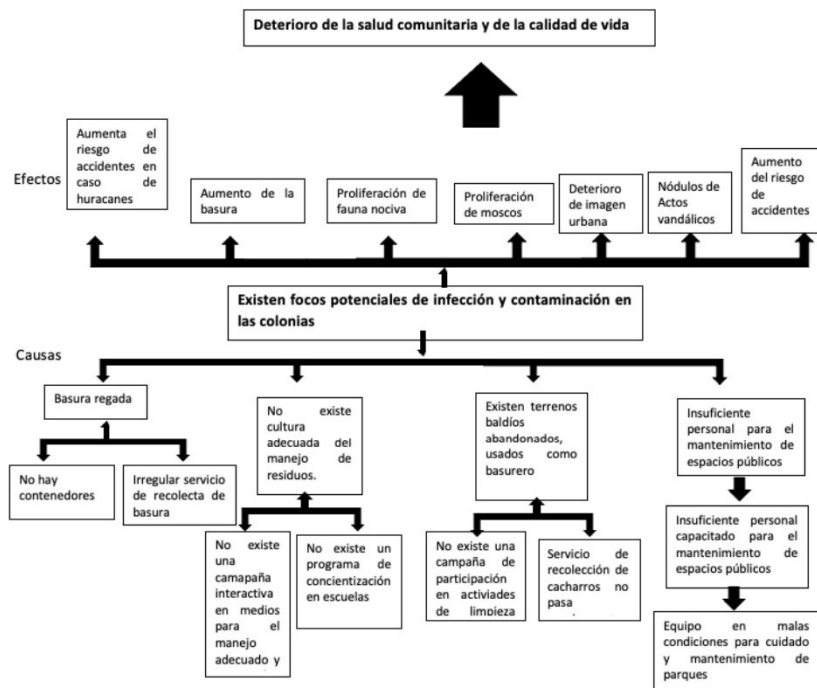 Deterioro de la salud comunitaria y de la calidad de vida
Efectos
Aumenta el
riesgo de
accidentes en
caso de
huracanes
Aumento de la
basura
Proliferación de
fauna nociva
Proliferación
de moscos
Deterioro
de imagen
urbana
Nódulos de
Actos
vandálicos
Aumento
del riesgo
de
accidentes
Existen focos potenciales de infección y contaminación en
las colonias
Causas
Basura regada
No hay
contenedores
Irregular servicio
de recolecta de
basura
No existe
cultura
adecuada del
manejo de
residuos.
No existe
una
camapaña
interactiva
en medios
para el
manejo
adecuado y
No existe un
programa de
concientización
en escuelas
Existen terrenos
baldíos
abandonados,
usados como
basurero
No existe una
campaña de
participación
en activiades
de limpieza
Servicio de
recolección de
cacharros no
pasa
Insuficiente
personal para el
mantenimiento de
espacios públicos
Insuficiente personal
capacitado para el
mantenimiento de
espacios públicos
Equipo en malas
condiciones para cuidado
y mantenimiento de
parques